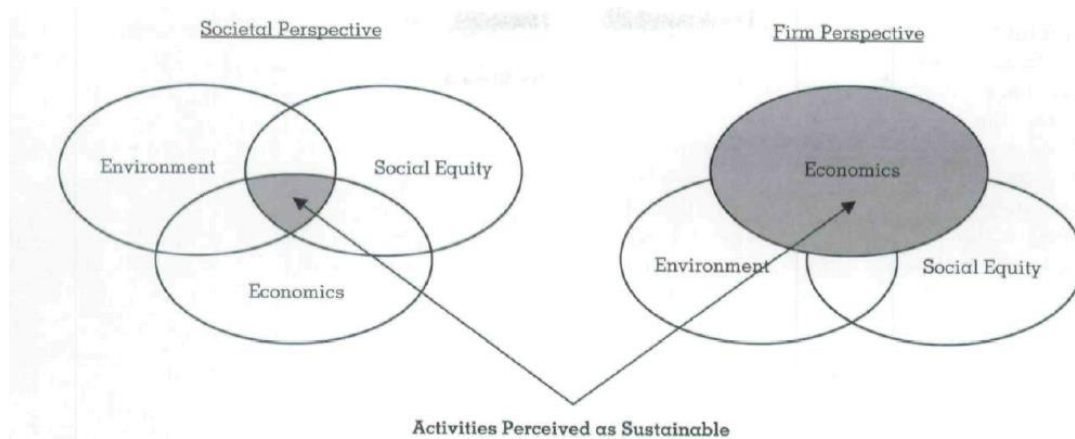 Societal Perspective
Environment
Social Equity
Economics
Firm Perspective
Economics
Environment
Social Equity
Activities Perceived as Sustainable